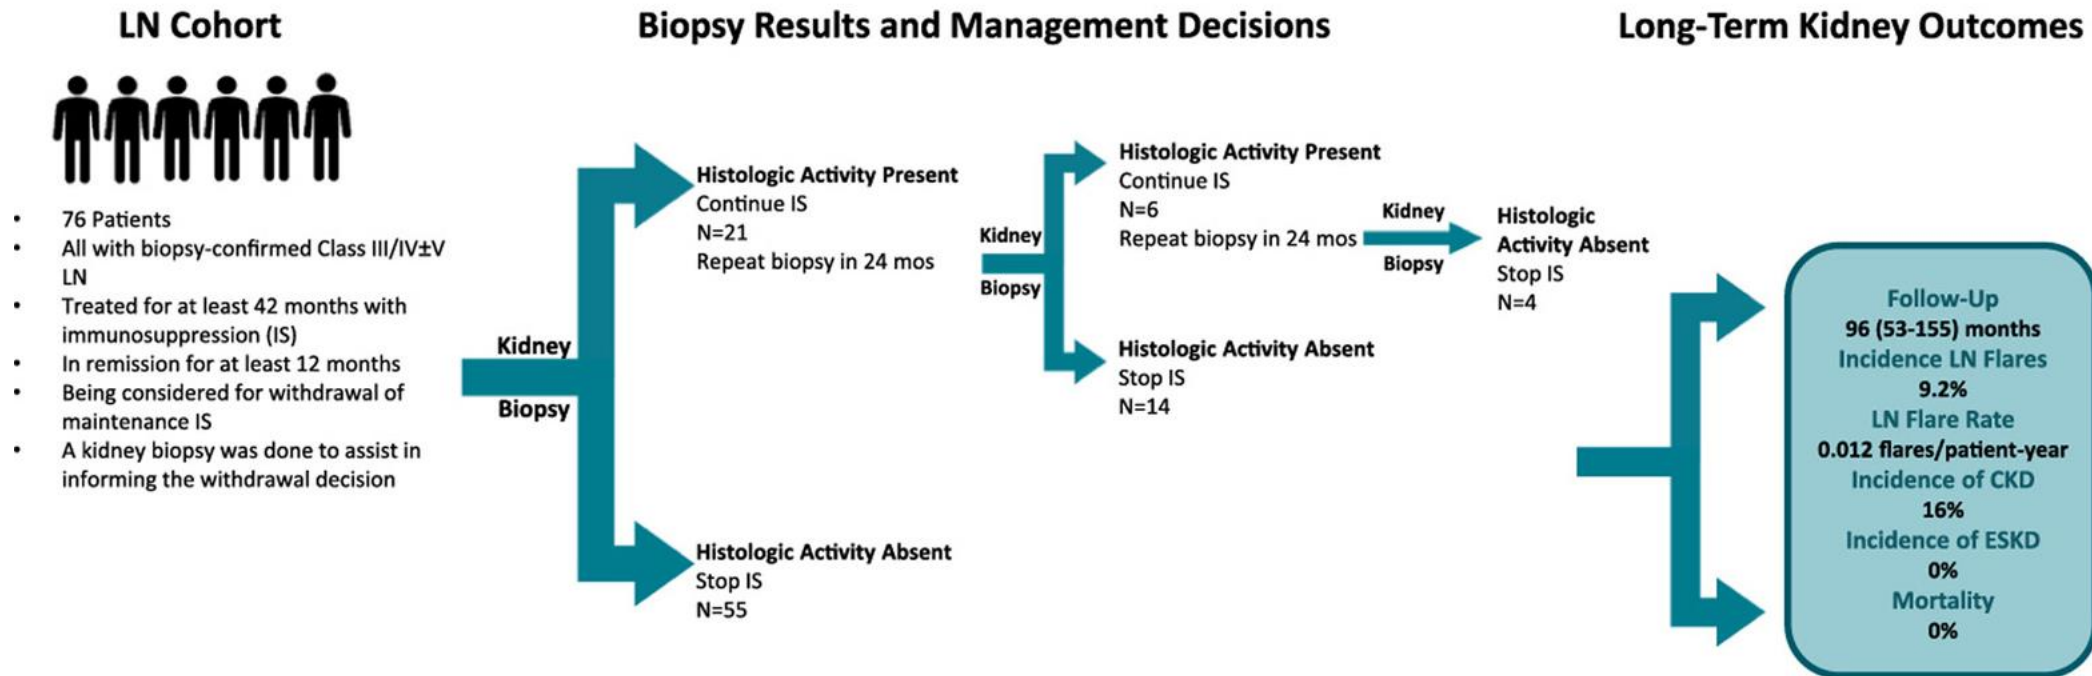 LN Cohort
• 76 Patients
• All with biopsy-confirmed Class III/IV±V
LN
• Treated for at least 42 months with
immunosuppression (IS)
• In remission for at least 12 months
• Being considered for withdrawal of
maintenance IS
• A kidney biopsy was done to assist in
informing the withdrawal decision
Biopsy Results and Management Decisions
Kidney
Biopsy
Histologic Activity Present
Continue IS
N=21
Repeat biopsy in 24 mos
Histologic Activity Absent
Stop IS
N=55
Kidney
Biopsy
Histologic Activity Present
Continue IS
N=6
Repeat biopsy in 24 mos
Histologic Activity Absent
Stop IS
N=14
Kidney
Biopsy
Histologic
Activity Absent
Stop IS
N=4
Long-Term Kidney Outcomes
Follow-Up
96 (53-155) months
Incidence LN Flares
9.2%
LN Flare Rate
0.012 flares/patient-year
Incidence of CKD
16%
Incidence of ESKD
0%
Mortality
0%